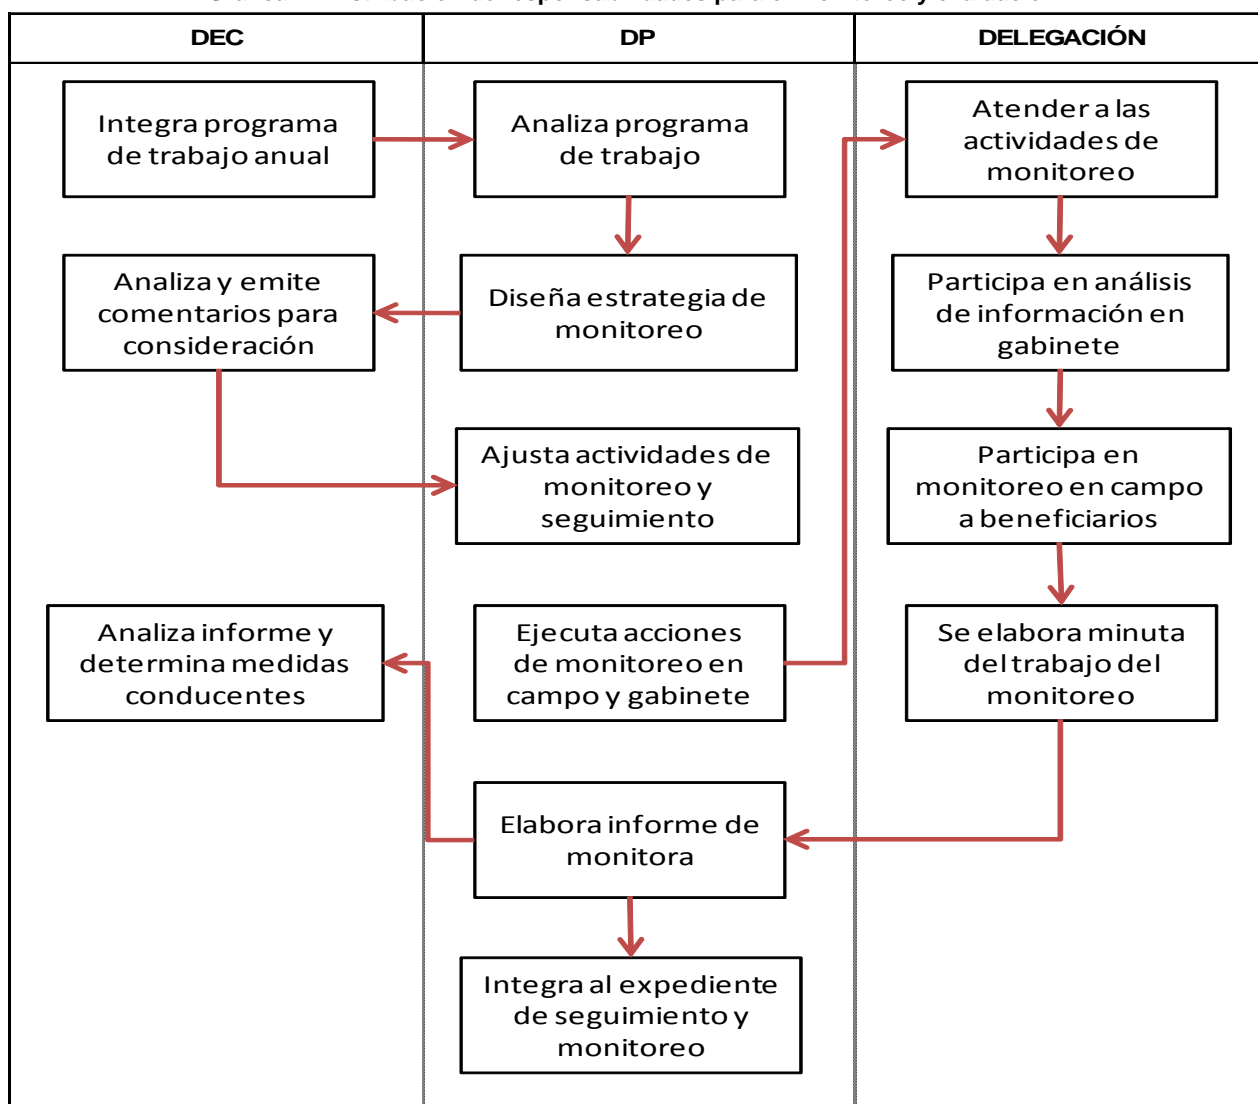 DEC
DP
DELEGACIÓN
Integra programa
de trabajo anual
Analiza programa
de trabajo
Atender a las
actividades de
monitoreo
Analiza y emite
comentarios para
consideración
Diseña estrategia de
monitoreo
Participa en análisis
de información en
gabinete
Ajusta actividades de
monitoreo y
seguimiento
Participa en
monitoreo en campo
a beneficiarios
Analiza informe y
determina medidas
conducentes
Ejecuta acciones
de monitoreo en
campo y gabinete
Se elabora minuta
del trabajo del
monitoreo
Elabora informe de
monitora
Integra al expediente
de seguimiento y
monitoreo